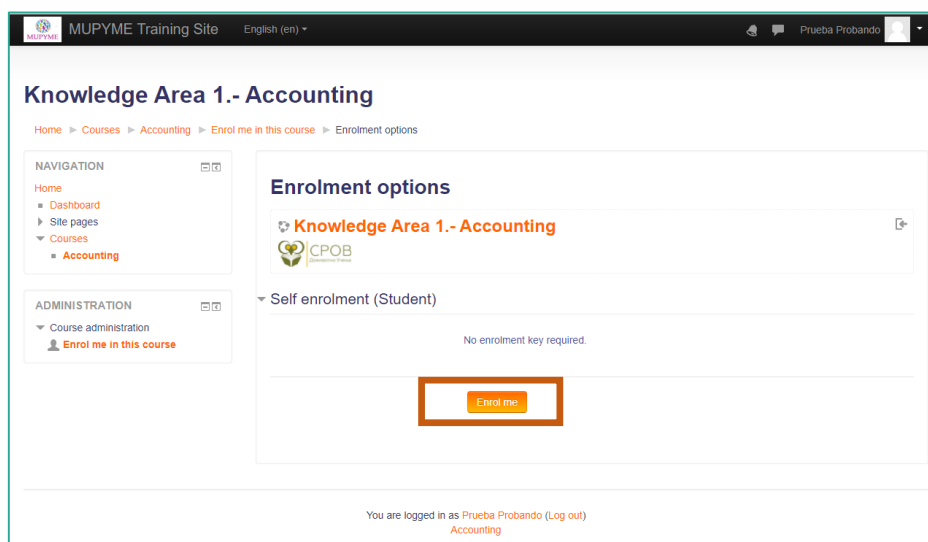 MUPYME
MUPYME Training Site
English (en)
Prueba Probando
Knowledge Area 1.- Accounting
Home
Courses
Accounting
Enrol me in this course
Enrolment options
NAVIGATION
Home
Dashboard
Site pages
Courses
Accounting
ADMINISTRATION
Course administration
Enrol me in this course
Enrolment options
Knowledge Area 1.- Accounting
CPOB
Self enrolment (Student)
No enrolment key required.
Enrol me
You are logged in as Prueba Probando (Log out)
Accounting